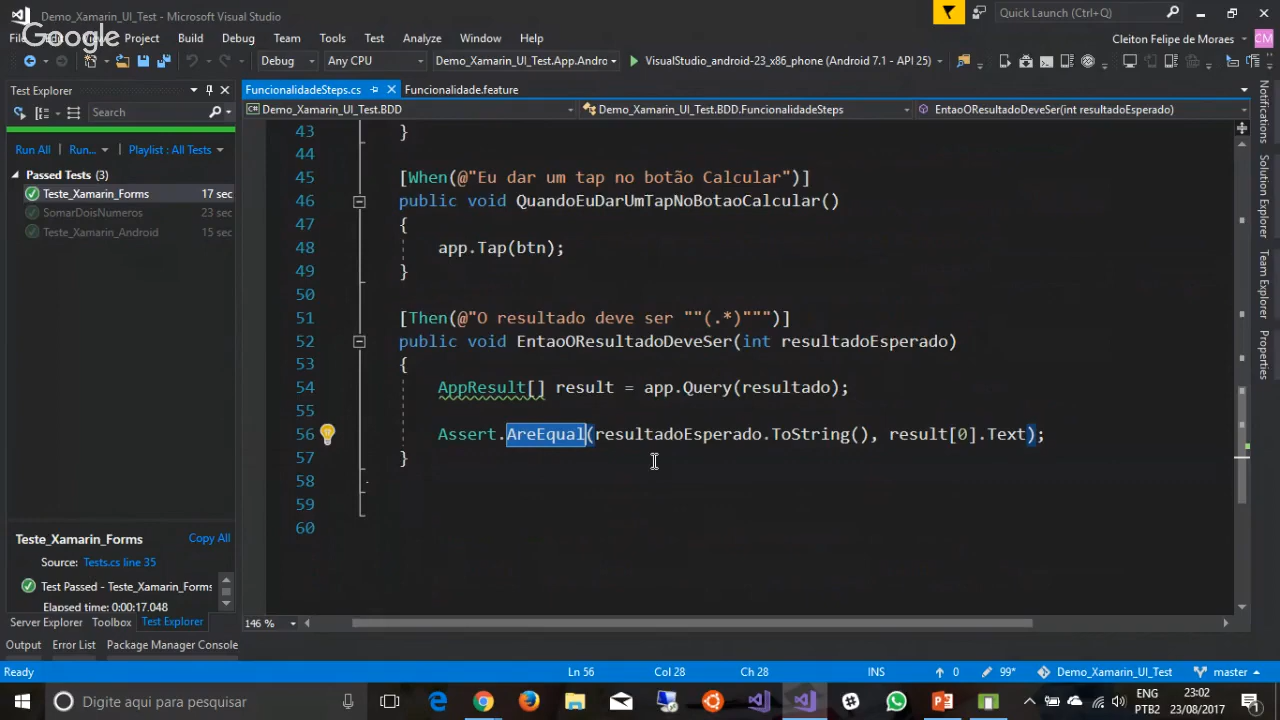 Demo_Xamarin_UI_Test - Microsoft Visual Studio
Quick Launch (Ctrl+Q)
Google
Project Build Debug Team Tools Test Analyze Window Help
Cleiton Felipe de Moraes CM
Debug Any CPU Demo_Xamarin_UI_Test.App.Andro VisualStudio_android-23_x86_phone (Android 7.1 - API 25)
Test Explorer
FuncionalidadeSteps.cs Funcionalidade.feature
Demo_Xamarin_UI_Test.BDD Demo_Xamarin_UI_Test.BDD.FuncionalidadeSteps EntaoOResultadoDeveSer(int resultadoEsperado)
Search
Run All Run... Playlist : All Tests
Passed Tests (3)
Teste_Xamarin_Forms 17 sec
SomarDoisNumeros 23 sec
Teste_Xamarin_Android 15 sec
Teste_Xamarin_Forms Copy All
Source: Tests.cs line 35
Test Passed - Teste_Xamarin_Forms
Elapsed time: 0:00:17.048
Server Explorer Toolbox Test Explorer
43 }
44
45 [When(@"Eu dar um tap no botão Calcular")]
46 public void QuandoEuDarUmTapNoBotaoCalcular()
47 {
48 app.Tap(btn);
49 }
50
51 [Then(@"O resultado deve ser ""(.*)""")]
52 public void EntaoOResultadoDeveSer(int resultadoEsperado)
53 {
54 AppResult[] result = app.Query(resultado);
55
56 Assert.AreEqual(resultadoEsperado.ToString(), result[0].Text);
57 }
58
59
60
146 %
Notifications
Solution Explorer
Team Explorer
Properties
Output Error List Package Manager Console
Ready Ln 56 Col 28 Ch 28 INS 0 99* Demo_Xamarin_UI_Test master
Digite aqui para pesquisar
ENG 23:02
PTB2 23/08/2017